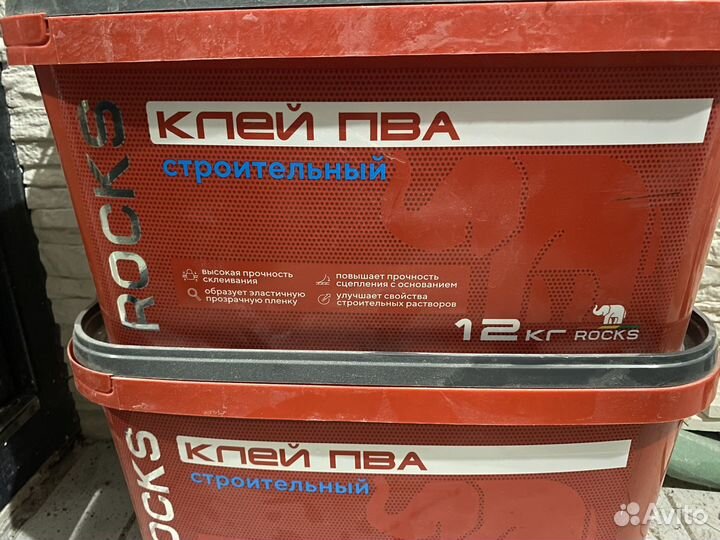 ROCKS
КЛЕЙ ПВА
строительный
высокая прочность
склеивания
повышает прочность
сцепления с основанием
образует эластичную
прозрачную пленку
улучшает свойства
строительных растворов
12 кг ROCKS
ROCKS
КЛЕЙ ПВА
строительный
Avito